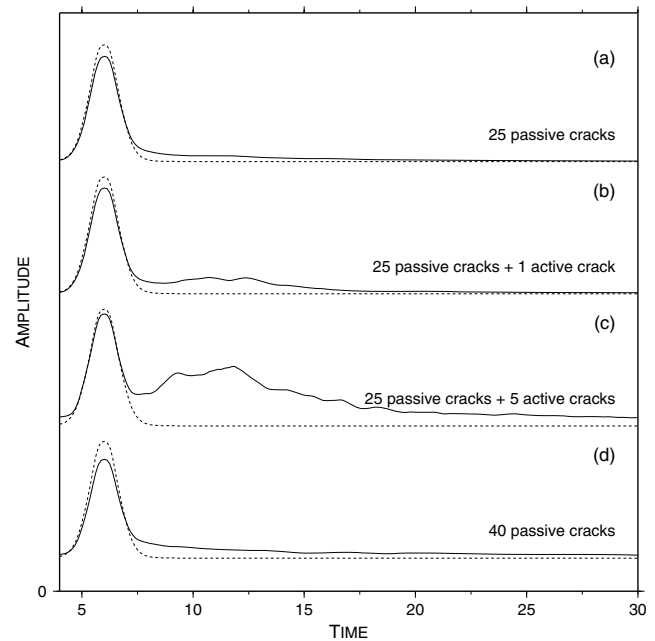 (a)
25 passive cracks
(b)
25 passive cracks + 1 active crack
(c)
25 passive cracks + 5 active cracks
(d)
40 passive cracks
AMPLITUDE
0
5 10 15 20 25 30
TIME